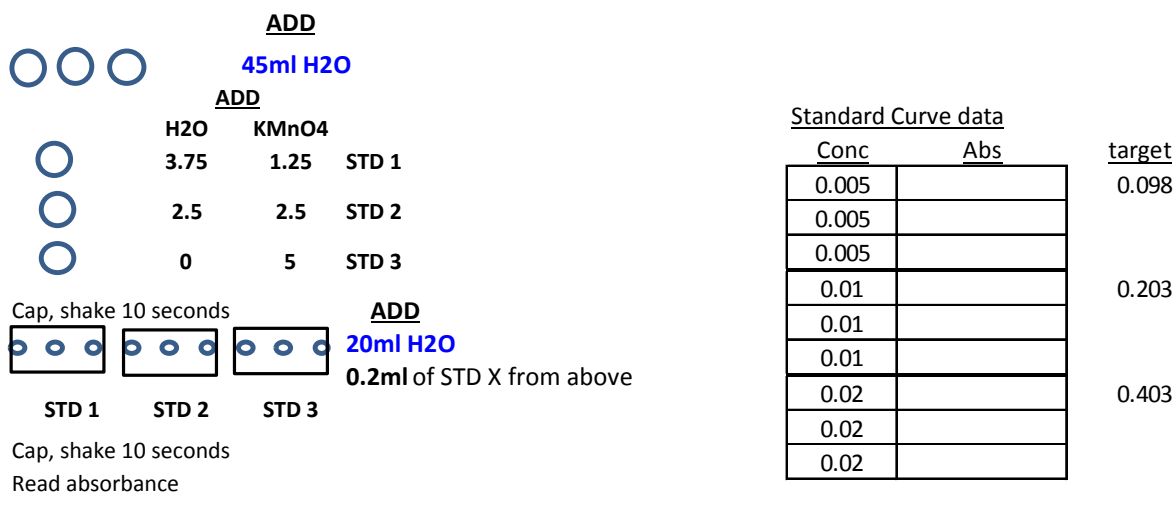 ADD
45ml H2O
ADD
H2O KMnO4
3.75 1.25 STD 1
2.5 2.5 STD 2
0 5 STD 3
Cap, shake 10 seconds
ADD
20ml H2O
0.2ml of STD X from above
STD 1 STD 2 STD 3
Cap, shake 10 seconds
Read absorbance
Standard Curve data
Conc Abs target
0.005 0.098
0.005
0.005
0.01 0.203
0.01
0.01
0.02 0.403
0.02
0.02